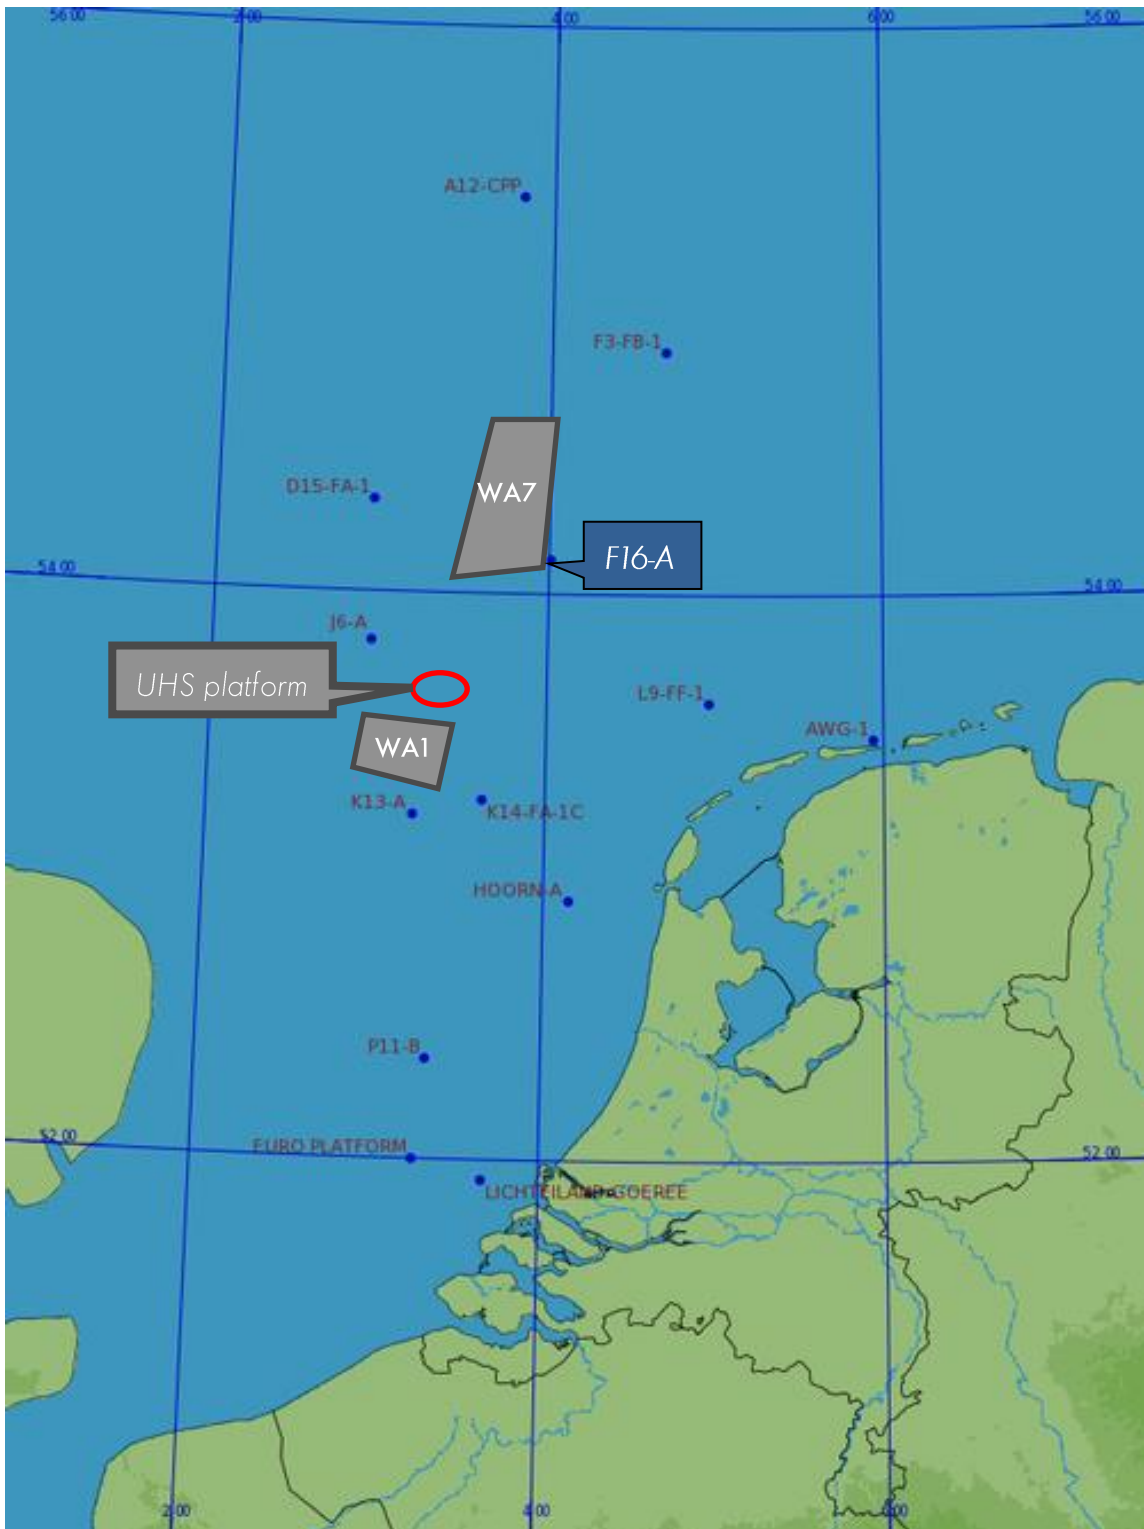 56 00
2 00
4 00
6 00
56 00
A12-CPP
F3-FB-1
D15-FA-1
WA7
F16-A
54 00
54 00
J6-A
UHS platform
L9-FF-1
AWG-1
WA1
K13-A
K14-FA-1C
HOORN-A
P11-B
52 00
EURO PLATFORM
52 00
LICHTEILAND GOEREE
2 00
4 00